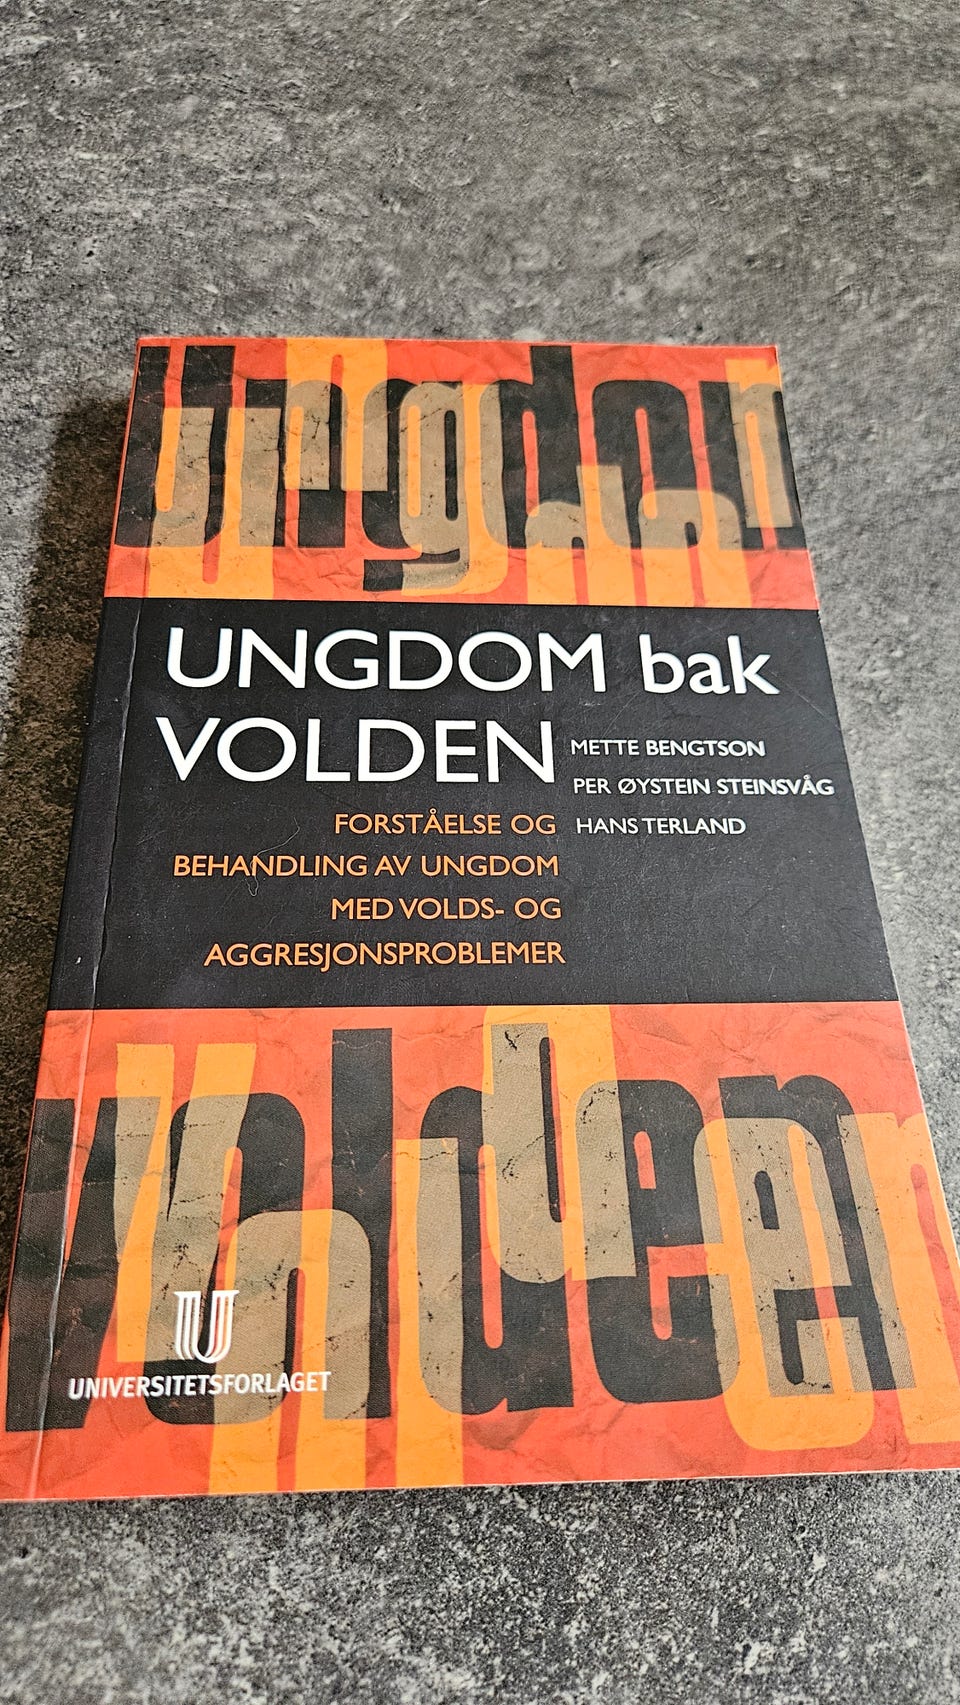 Ungdom
UNGDOM bak
VOLDEN
METTE BENGTSON
PER ØYSTEIN STEINSVÅG
HANS TERLAND
FORSTÅELSE OG
BEHANDLING AV UNGDOM
MED VOLDS- OG
AGGRESJONSPROBLEMER
Volden
UNIVERSITETSFORLAGET